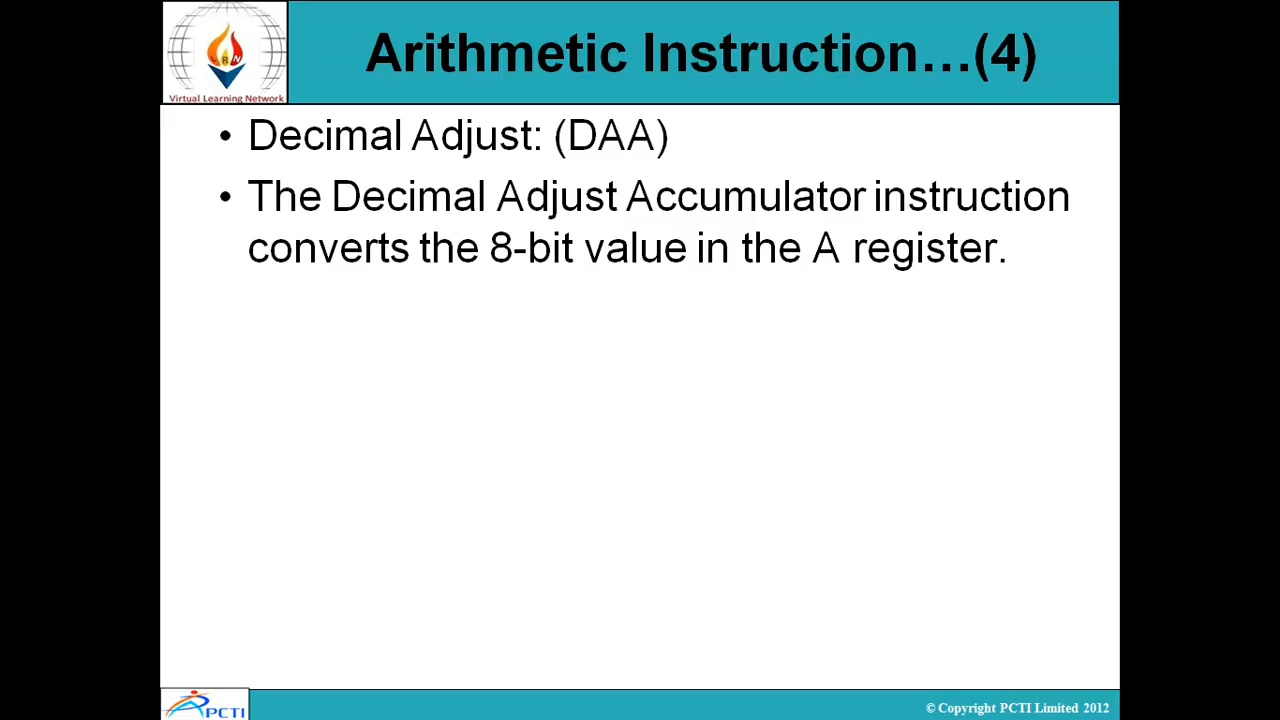 LRN
Virtual Learning Network
Arithmetic Instruction…(4)
• Decimal Adjust: (DAA)
• The Decimal Adjust Accumulator instruction
converts the 8-bit value in the A register.
PCTI
© Copyright PCTI Limited 2012